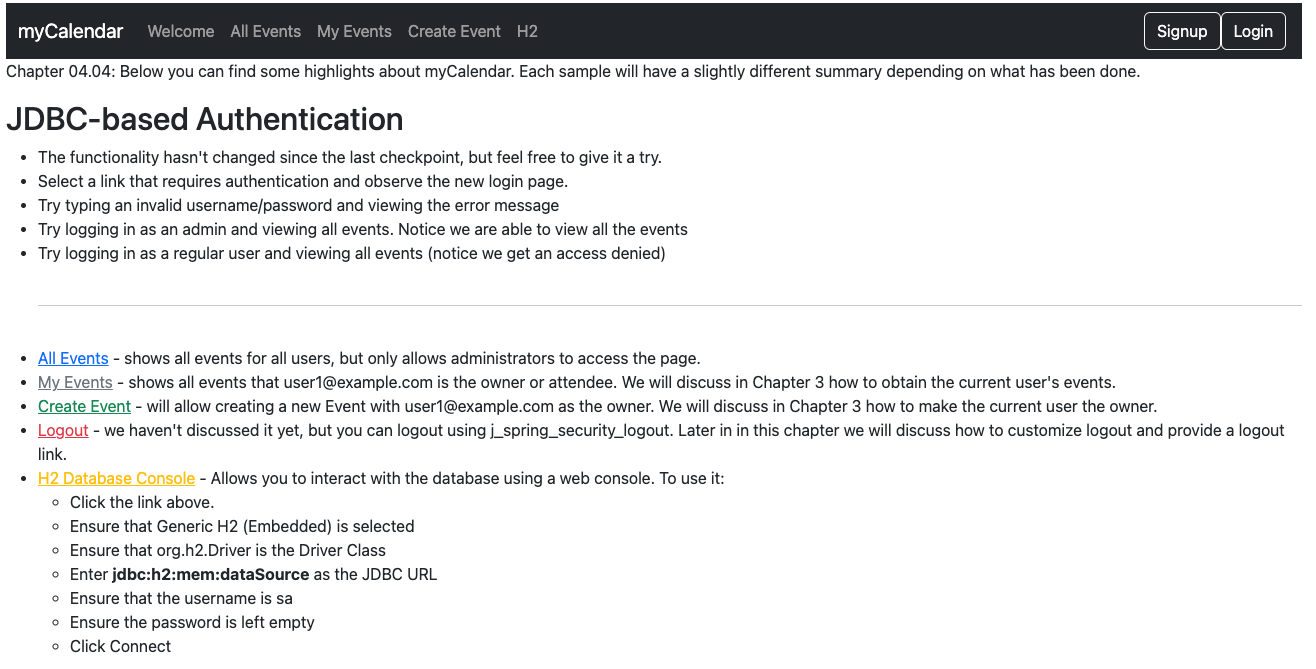 myCalendar Welcome All Events My Events Create Event H2 Signup Login
Chapter 04.04: Below you can find some highlights about myCalendar. Each sample will have a slightly different summary depending on what has been done.
JDBC-based Authentication
• The functionality hasn't changed since the last checkpoint, but feel free to give it a try.
• Select a link that requires authentication and observe the new login page.
• Try typing an invalid username/password and viewing the error message
• Try logging in as an admin and viewing all events. Notice we are able to view all the events
• Try logging in as a regular user and viewing all events (notice we get an access denied)
• All Events - shows all events for all users, but only allows administrators to access the page.
• My Events - shows all events that user1@example.com is the owner or attendee. We will discuss in Chapter 3 how to obtain the current user's events.
• Create Event - will allow creating a new Event with user1@example.com as the owner. We will discuss in Chapter 3 how to make the current user the owner.
• Logout - we haven't discussed it yet, but you can logout using j_spring_security_logout. Later in in this chapter we will discuss how to customize logout and provide a logout
link.
• H2 Database Console - Allows you to interact with the database using a web console. To use it:
◦ Click the link above.
◦ Ensure that Generic H2 (Embedded) is selected
◦ Ensure that org.h2.Driver is the Driver Class
◦ Enter jdbc:h2:mem:dataSource as the JDBC URL
◦ Ensure that the username is sa
◦ Ensure the password is left empty
◦ Click Connect